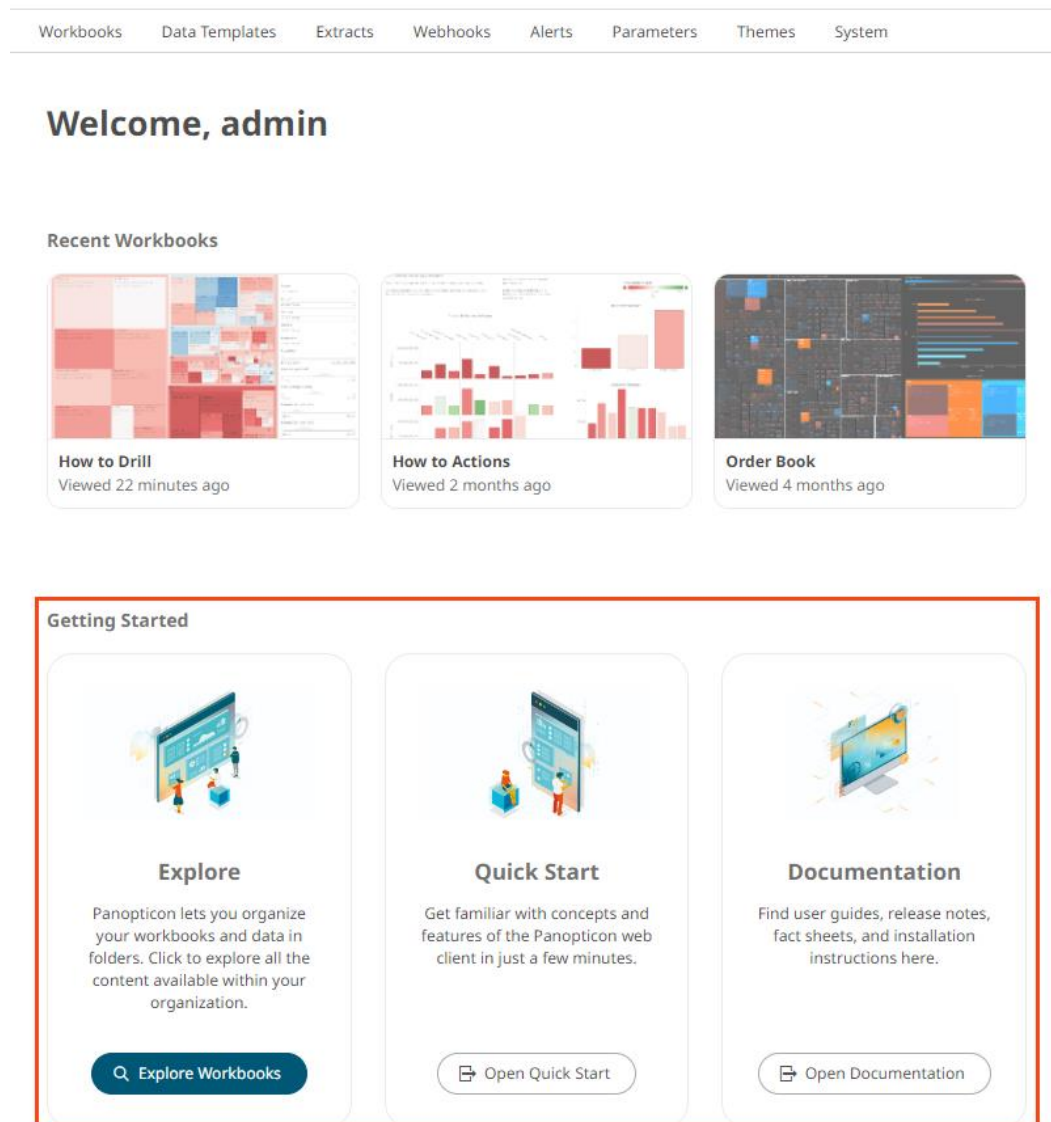 Workbooks Data Templates Extracts Webhooks Alerts Parameters Themes System
Welcome, admin
Recent Workbooks
How to Drill
Viewed 22 minutes ago
How to Actions
Viewed 2 months ago
Order Book
Viewed 4 months ago
Getting Started
Explore
Panopticon lets you organize
your workbooks and data in
folders. Click to explore all the
content available within your
organization.
Explore Workbooks
Quick Start
Get familiar with concepts and
features of the Panopticon web
client in just a few minutes.
Open Quick Start
Documentation
Find user guides, release notes,
fact sheets, and installation
instructions here.
Open Documentation